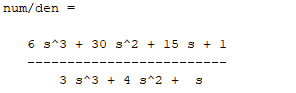 num/den =
6 s^3 + 30 s^2 + 15 s + 1
-------------------------
3 s^3 + 4 s^2 + s